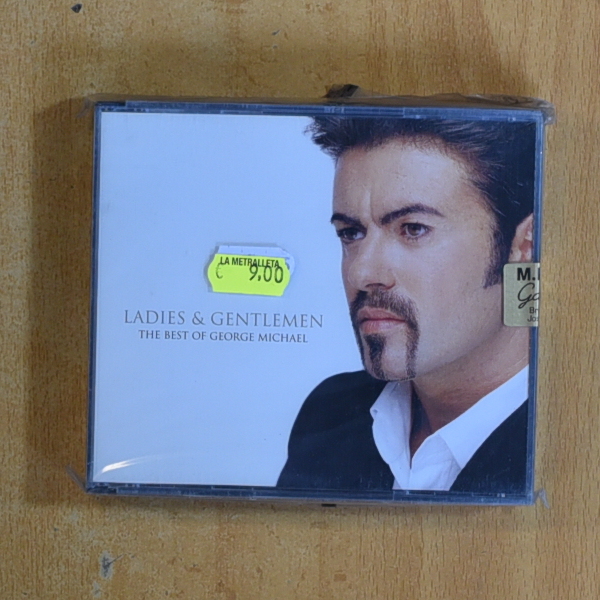 LA METRALLETA
€ 9.00
LADIES & GENTLEMEN
THE BEST OF GEORGE MICHAEL